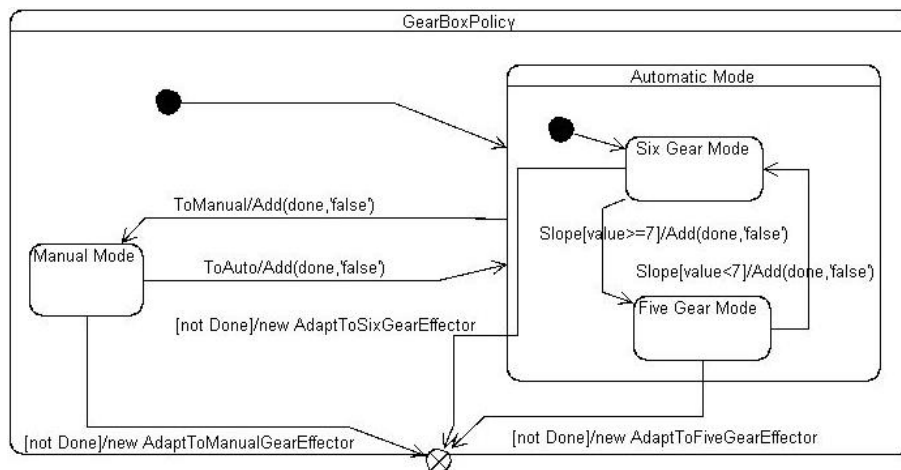 GearBoxPolicy
Automatic Mode
Six Gear Mode
ToManual/Add(done,'false')
Slope[value>=7]/Add(done,'false')
Manual Mode
ToAuto/Add(done,'false')
Slope[value<7]/Add(done,'false')
Five Gear Mode
[not Done]/new AdaptToSixGearEffector
[not Done]/new AdaptToManualGearEffector
[not Done]/new AdaptToFiveGearEffector